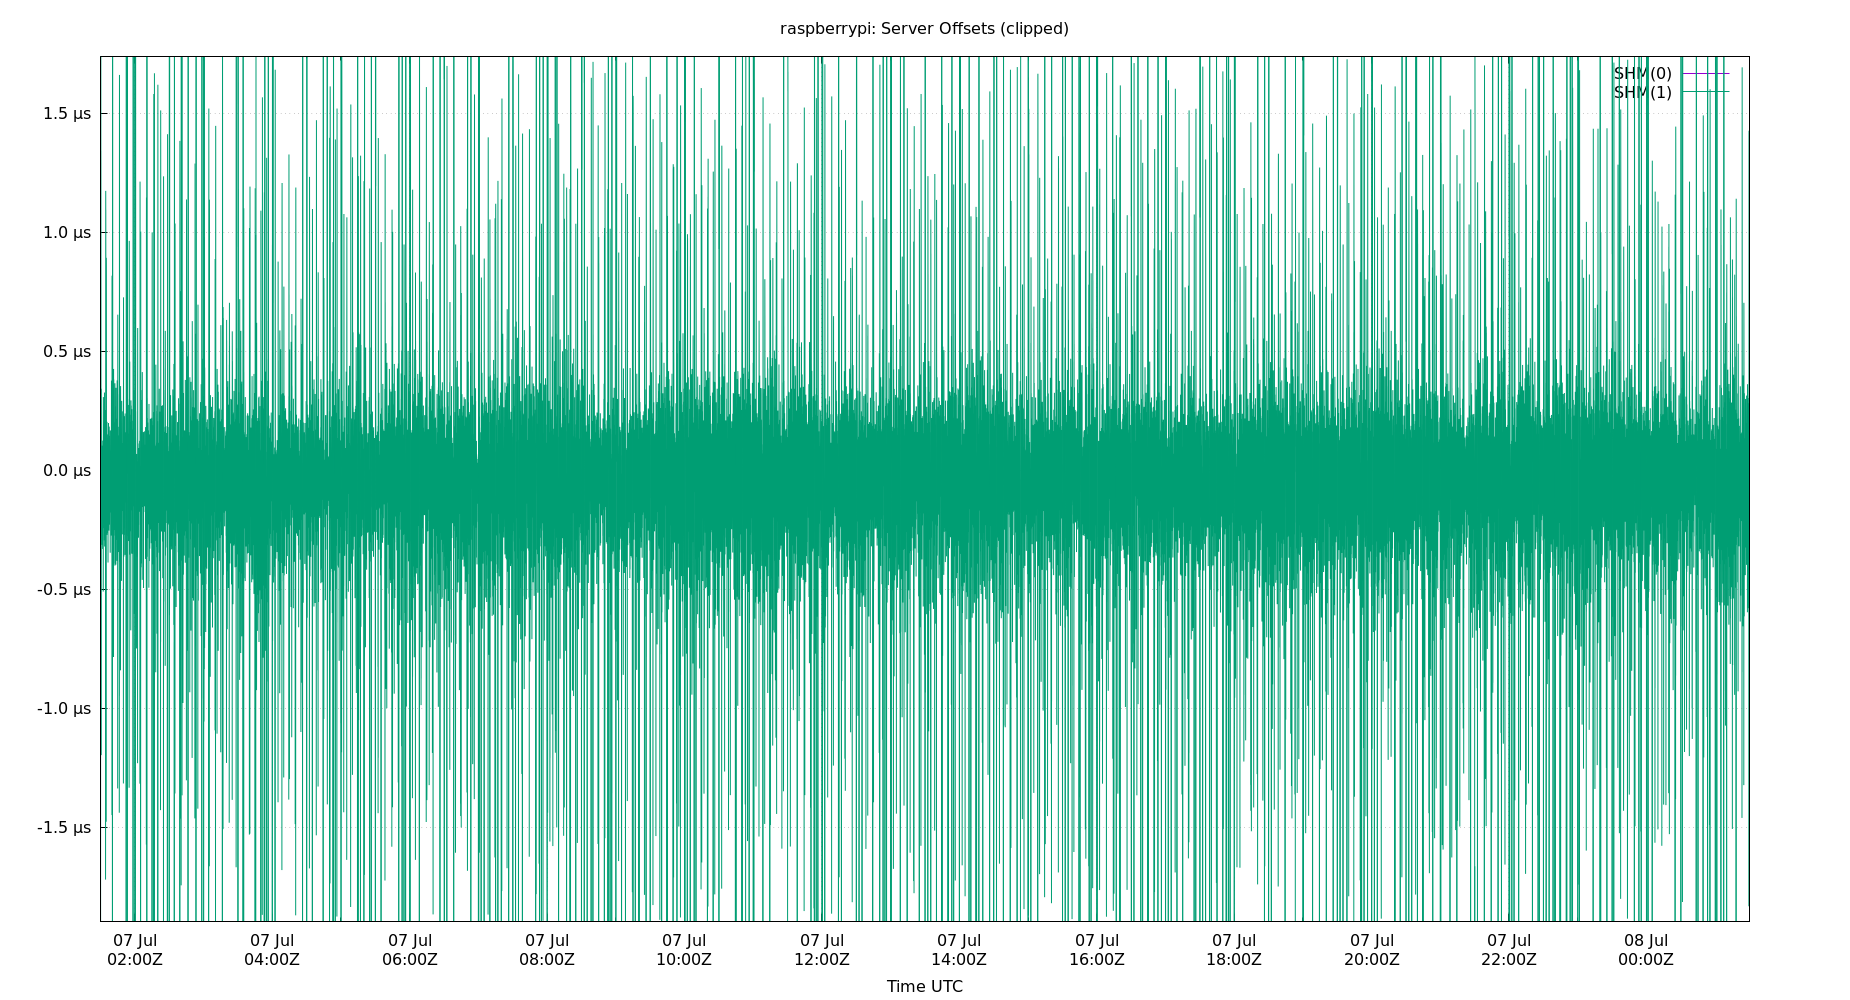 raspberrypi: Server Offsets (clipped)
SHM(0)
SHM(1)
1.5 µs
1.0 µs
0.5 µs
0.0 µs
-0.5 µs
-1.0 µs
-1.5 µs
07 Jul 07 Jul 07 Jul 07 Jul 07 Jul 07 Jul 07 Jul 07 Jul 07 Jul 07 Jul 07 Jul 08 Jul
02:00Z 04:00Z 06:00Z 08:00Z 10:00Z 12:00Z 14:00Z 16:00Z 18:00Z 20:00Z 22:00Z 00:00Z
Time UTC